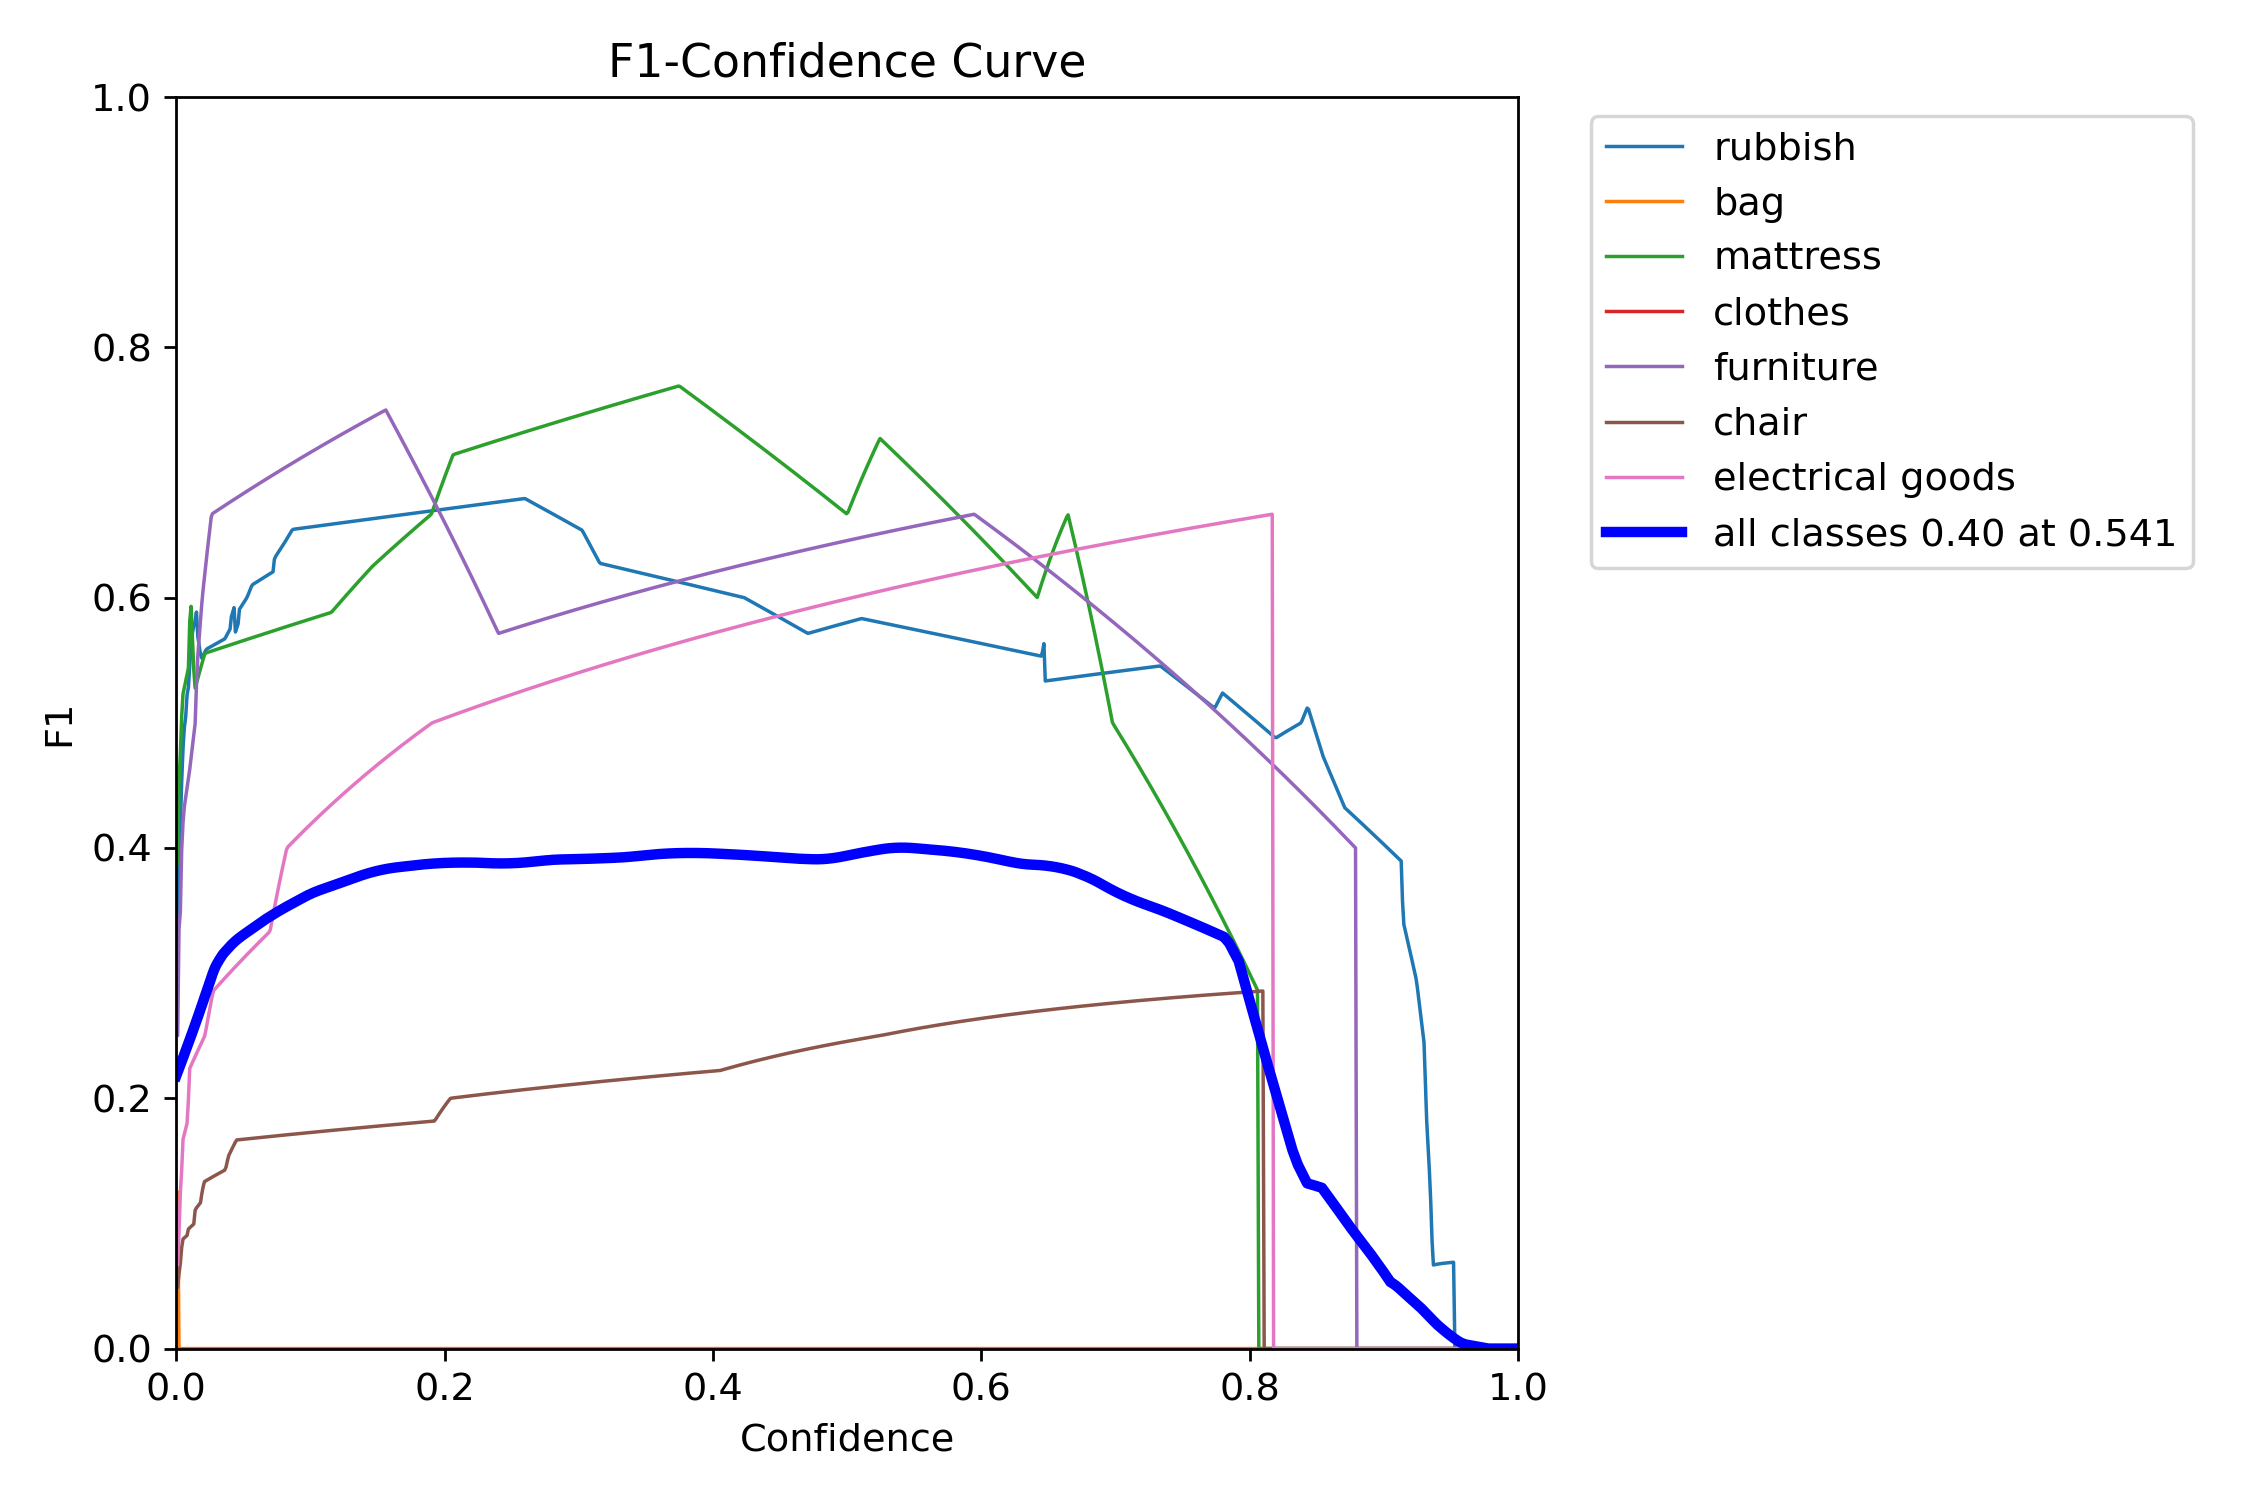 F1-Confidence Curve
1.0
0.8
0.6
0.4
0.2
0.0
F1
0.0 0.2 0.4 0.6 0.8 1.0
Confidence
rubbish
bag
mattress
clothes
furniture
chair
electrical goods
all classes 0.40 at 0.541